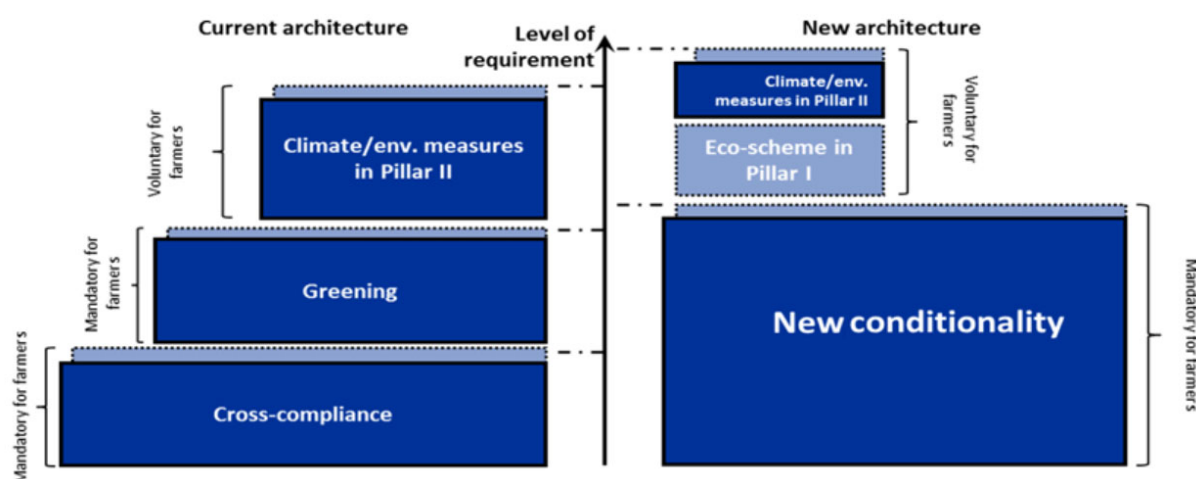 Current architecture
Level of
requirement
New architecture
Voluntary for
farmers
Climate/env. measures
in Pillar II
Mandatory for
farmers
Greening
Mandatory for farmers
Cross-compliance
Climate/env.
measures in Pillar II
Eco-scheme in
Pillar I
Voluntary for
farmers
New conditionality
Mandatory for farmers